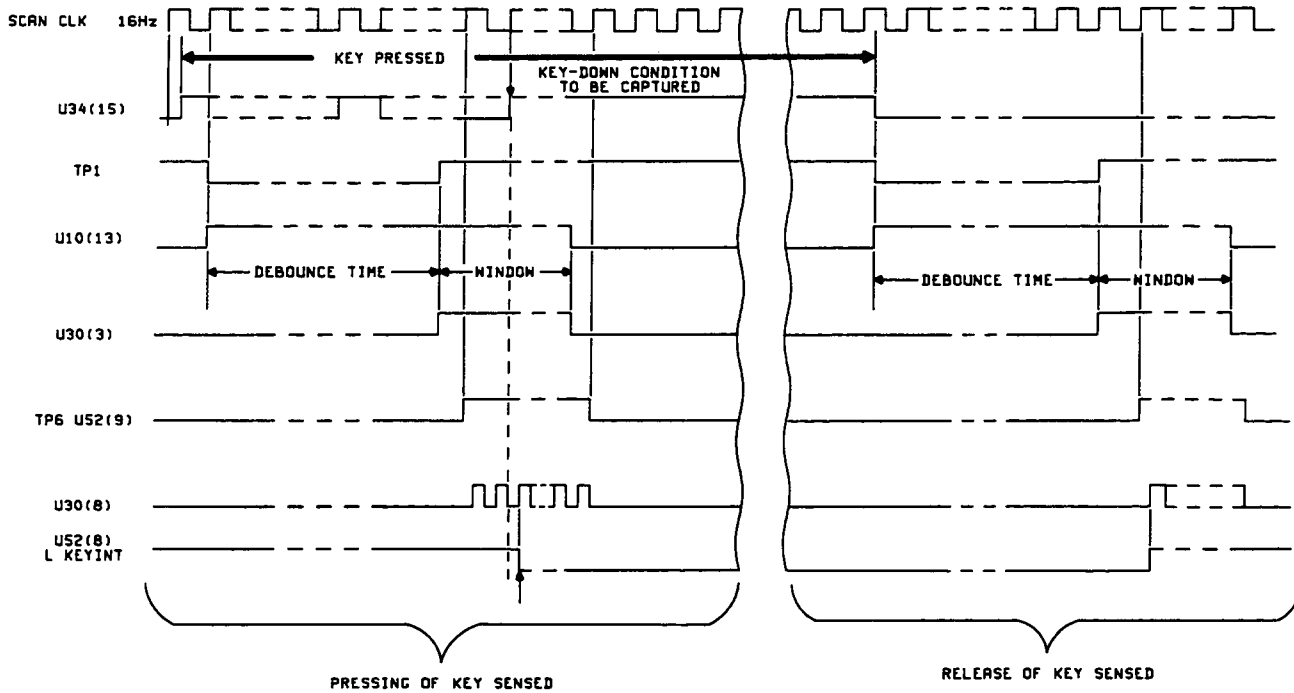 SCAN CLK 16Hz
KEY PRESSED
KEY-DOWN CONDITION
TO BE CAPTURED
U34(15)
TP1
U10(13)
DEBOUNCE TIME
WINDOW
DEBOUNCE TIME
WINDOW
U30(3)
TP6 U52(9)
U30(8)
U52(8)
L KEYINT
PRESSING OF KEY SENSED
RELEASE OF KEY SENSED